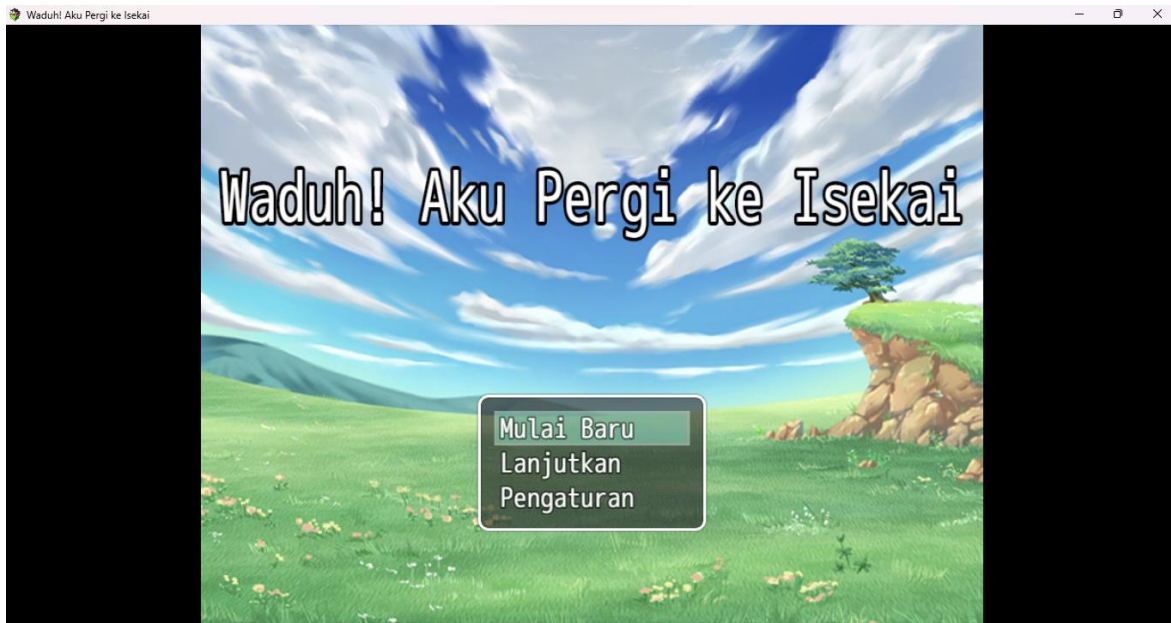 Waduh! Aku Pergi ke Isekai
Waduh! Aku Pergi ke Isekai
Mulai Baru
Lanjutkan
Pengaturan